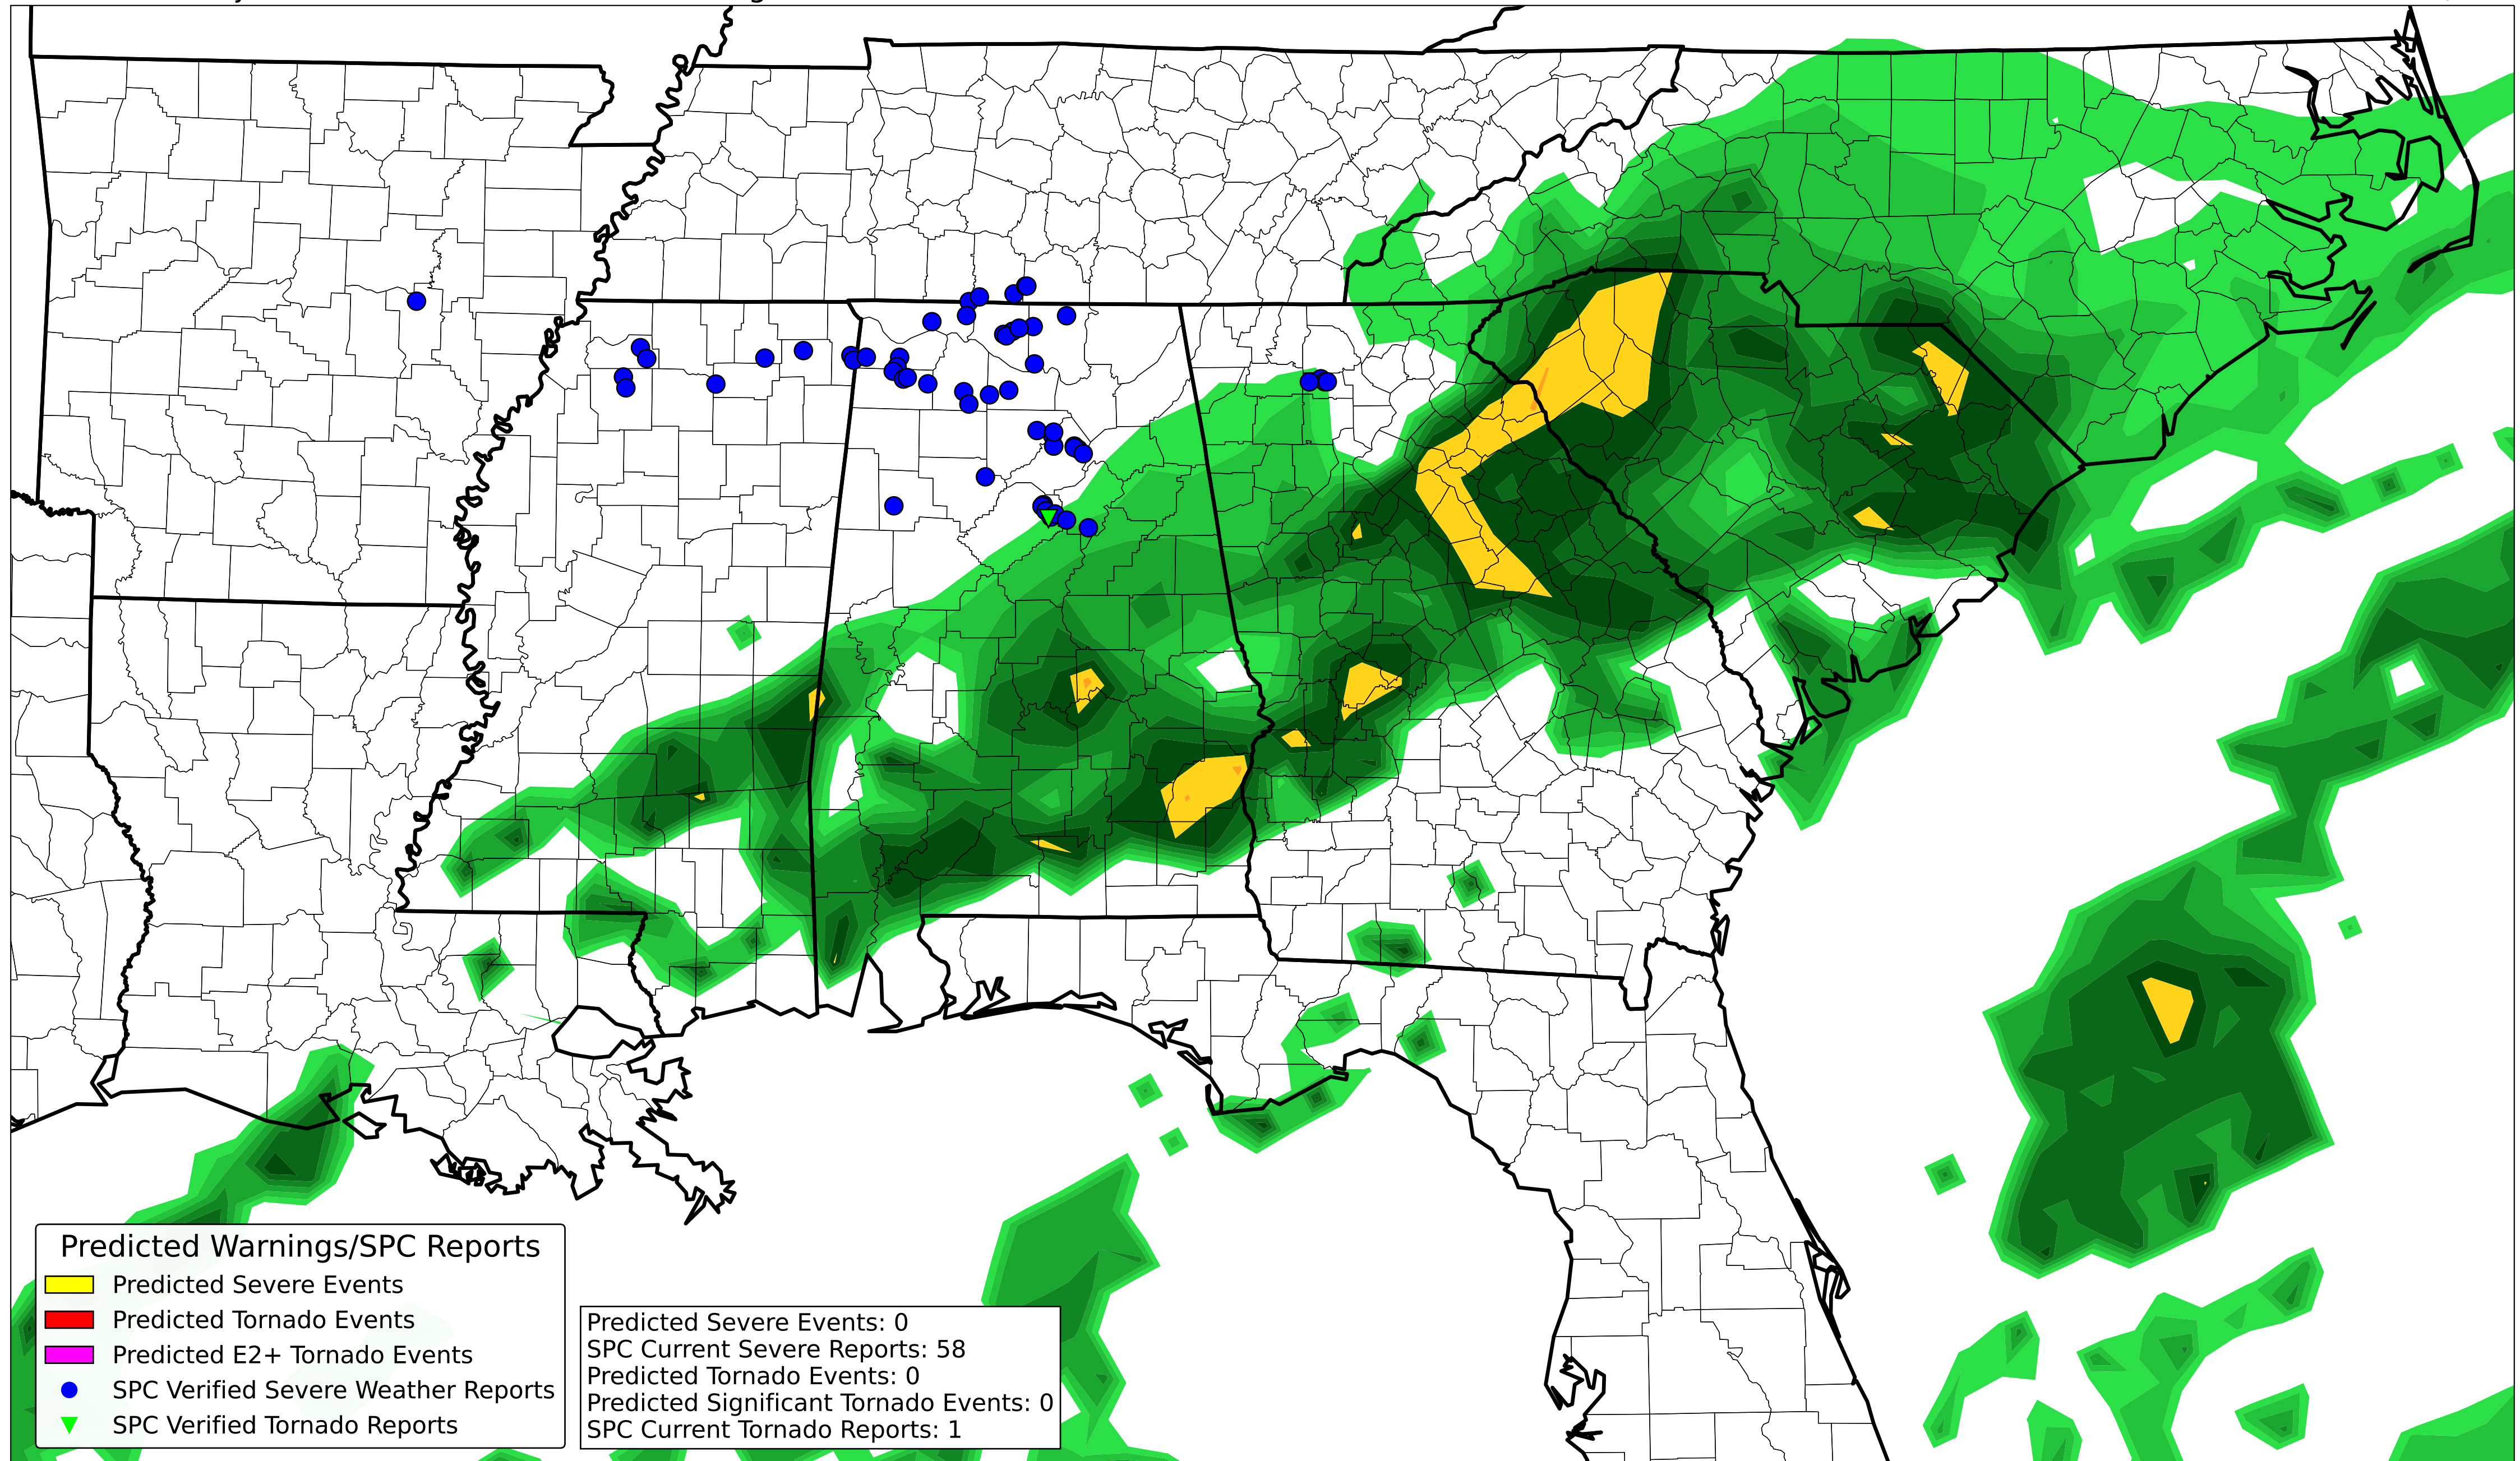 Predicted Warnings/SPC Reports
Predicted Severe Events
Predicted Tornado Events
Predicted E2+ Tornado Events
SPC Verified Severe Weather Reports
SPC Verified Tornado Reports
Predicted Severe Events: 0
SPC Current Severe Reports: 58
Predicted Tornado Events: 0
Predicted Significant Tornado Events: 0
SPC Current Tornado Reports: 1